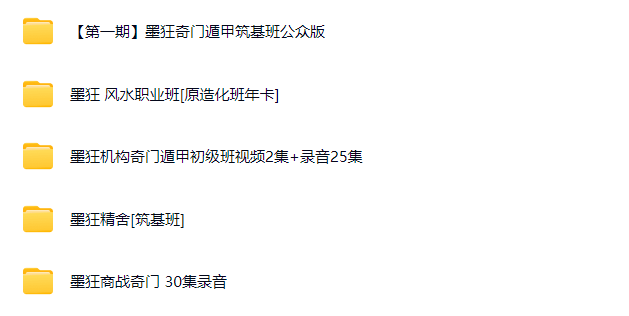 【第一期】墨狂奇门遁甲筑基班公众版
墨狂 风水职业班[原造化班年卡]
墨狂机构奇门遁甲初级班视频2集+录音25集
墨狂精舍[筑基班]
墨狂商战奇门 30集录音